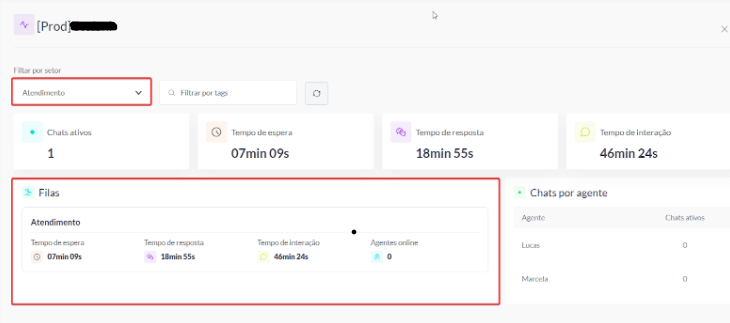 [Prod]
Filtar por setor
Atendimento
Filtrar por tags
Chats ativos
1
Tempo de espera
07min 09s
Tempo de resposta
18min 55s
Tempo de interação
46min 24s
Filas
Atendimento
Tempo de espera
07min 09s
Tempo de resposta
18min 55s
Tempo de interação
46min 24s
Agentes online
0
Chats por agente
Agente Chats ativos
Lucas 0
Marcela 0